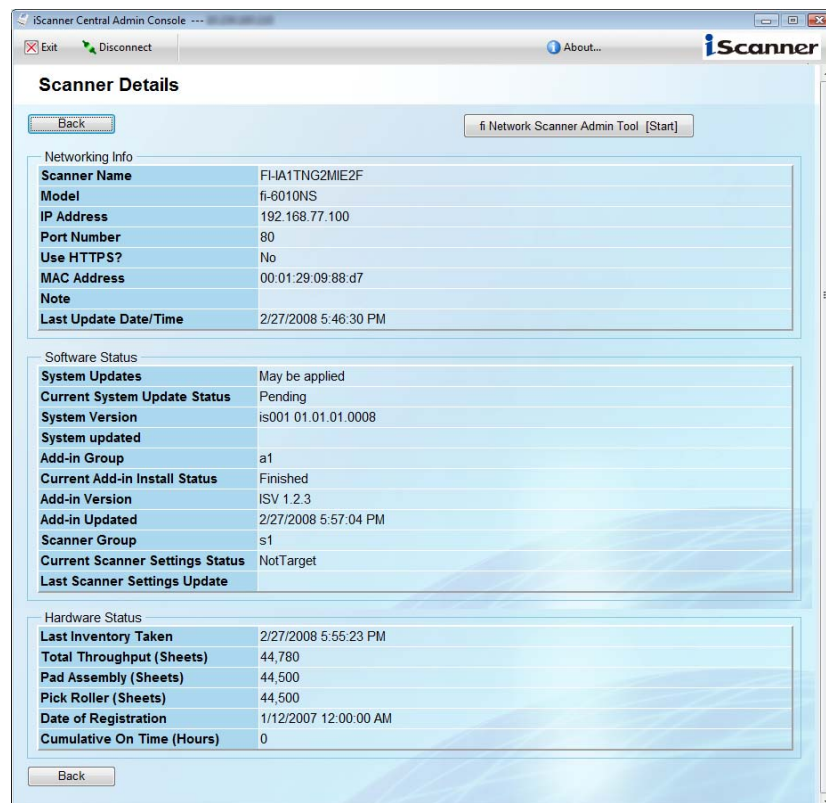 iScanner Central Admin Console ---
Exit Disconnect About... iScanner
Scanner Details
Back fi Network Scanner Admin Tool [Start]
Networking Info
Scanner Name FI-IA1TNG2MIE2F
Model fi-6010NS
IP Address 192.168.77.100
Port Number 80
Use HTTPS? No
MAC Address 00:01:29:09:88:d7
Note
Last Update Date/Time 2/27/2008 5:46:30 PM
Software Status
System Updates May be applied
Current System Update Status Pending
System Version is001 01.01.01.0008
System updated
Add-in Group a1
Current Add-in Install Status Finished
Add-in Version ISV 1.2.3
Add-in Updated 2/27/2008 5:57:04 PM
Scanner Group s1
Current Scanner Settings Status NotTarget
Last Scanner Settings Update
Hardware Status
Last Inventory Taken 2/27/2008 5:55:23 PM
Total Throughput (Sheets) 44,780
Pad Assembly (Sheets) 44,500
Pick Roller (Sheets) 44,500
Date of Registration 1/12/2007 12:00:00 AM
Cumulative On Time (Hours) 0
Back